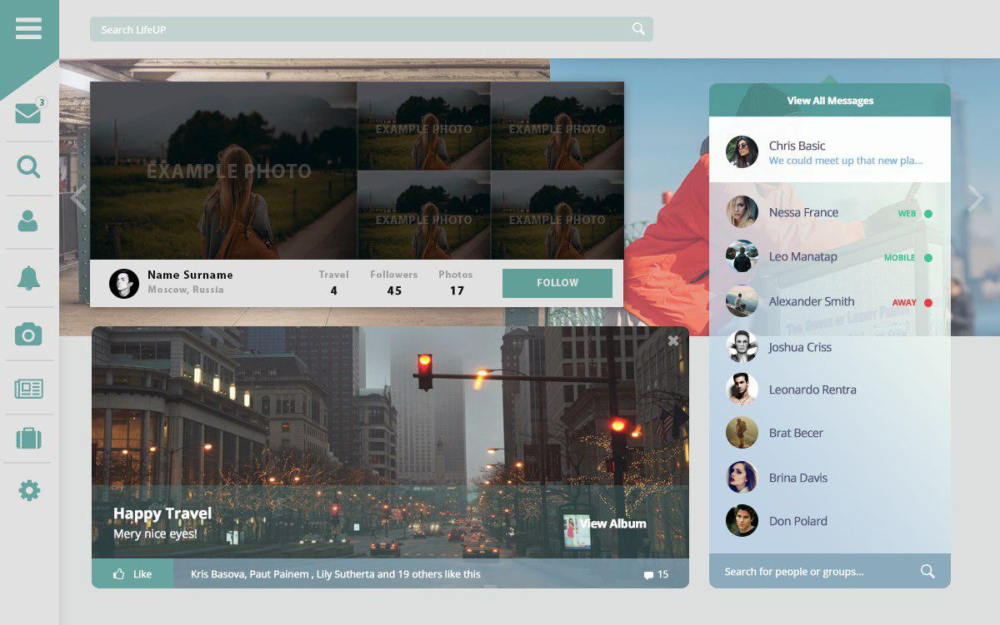 Search LifeUP
3
EXAMPLE PHOTO
EXAMPLE PHOTO
EXAMPLE PHOTO
EXAMPLE PHOTO
EXAMPLE PHOTO
Name Surname
Moscow, Russia
Travel
4
Followers
45
Photos
17
FOLLOW
Happy Travel
Mery nice eyes!
View Album
Like
Kris Basova, Paut Painem , Lily Sutherta and 19 others like this
15
View All Messages
Chris Basic
We could meet up that new pla...
Nessa France
WEB
Leo Manatap
MOBILE
Alexander Smith
AWAY
Joshua Criss
Leonardo Rentra
Brat Becer
Brina Davis
Don Polard
Search for people or groups...